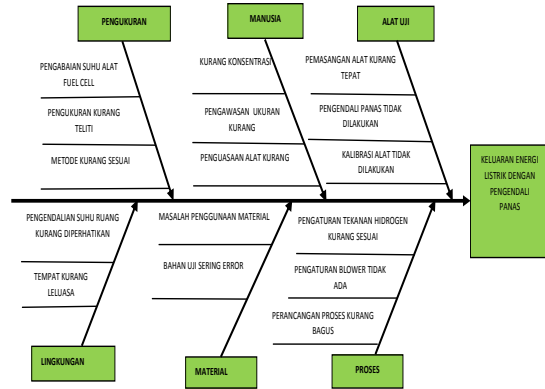 PENGUKURAN
MANUSIA
ALAT UJI
PENGABAIAN SUHU ALAT
FUEL CELL
PENGUKURAN KURANG
TELITI
METODE KURANG SESUAI
KURANG KONSENTRASI
PENGAWASAN UKURAN
KURANG
PENGUASAAN ALAT KURANG
PEMASANGAN ALAT KURANG
TEPAT
PENGENDALI PANAS TIDAK
DILAKUKAN
KALIBRASI ALAT TIDAK
DILAKUKAN
KELUARAN ENERGI
LISTRIK DENGAN
PENGENDALI
PANAS
PENGENDALIAN SUHU RUANG
KURANG DIPERHATIKAN
TEMPAT KURANG
LELUASA
MASALAH PENGGUNAAN MATERIAL
BAHAN UJI SERING ERROR
PENGATURAN TEKANAN HIDROGEN
KURANG SESUAI
PENGATURAN BLOWER TIDAK
ADA
PERANCANGAN PROSES KURANG
BAGUS
LINGKUNGAN
MATERIAL
PROSES